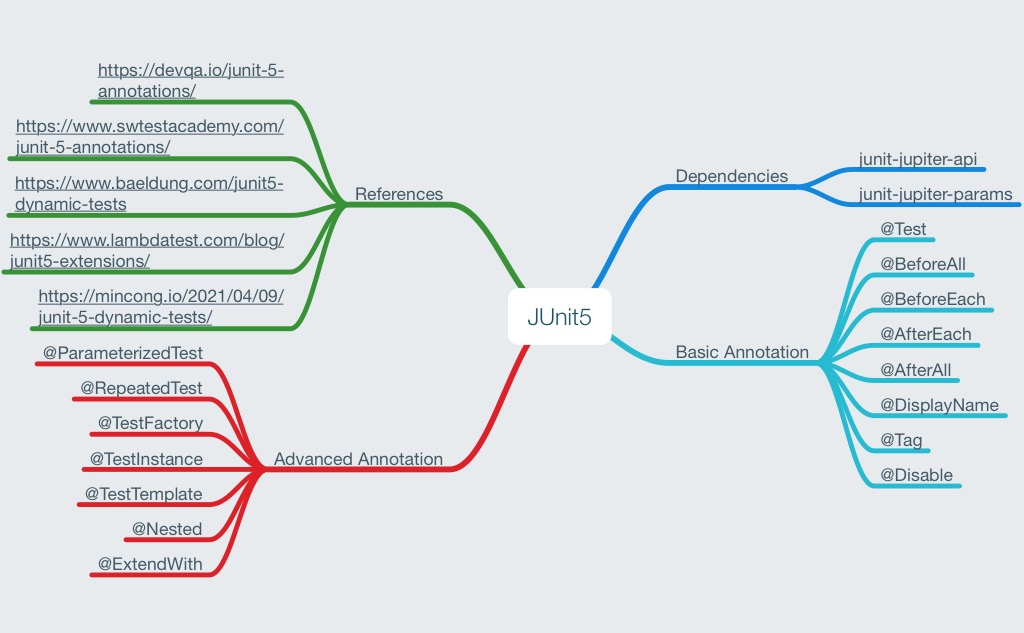 JUnit5
Dependencies
junit-jupiter-api
junit-jupiter-params
Basic Annotation
@Test
@BeforeAll
@BeforeEach
@AfterEach
@AfterAll
@DisplayName
@Tag
@Disable
References
https://devqa.io/junit-5-
annotations/
https://www.swtestacademy.com/
junit-5-annotations/
https://www.baeldung.com/junit5-
dynamic-tests
https://www.lambdatest.com/blog/
junit5-extensions/
https://mincong.io/2021/04/09/
junit-5-dynamic-tests/
Advanced Annotation
@ParameterizedTest
@RepeatedTest
@TestFactory
@TestInstance
@TestTemplate
@Nested
@ExtendWith